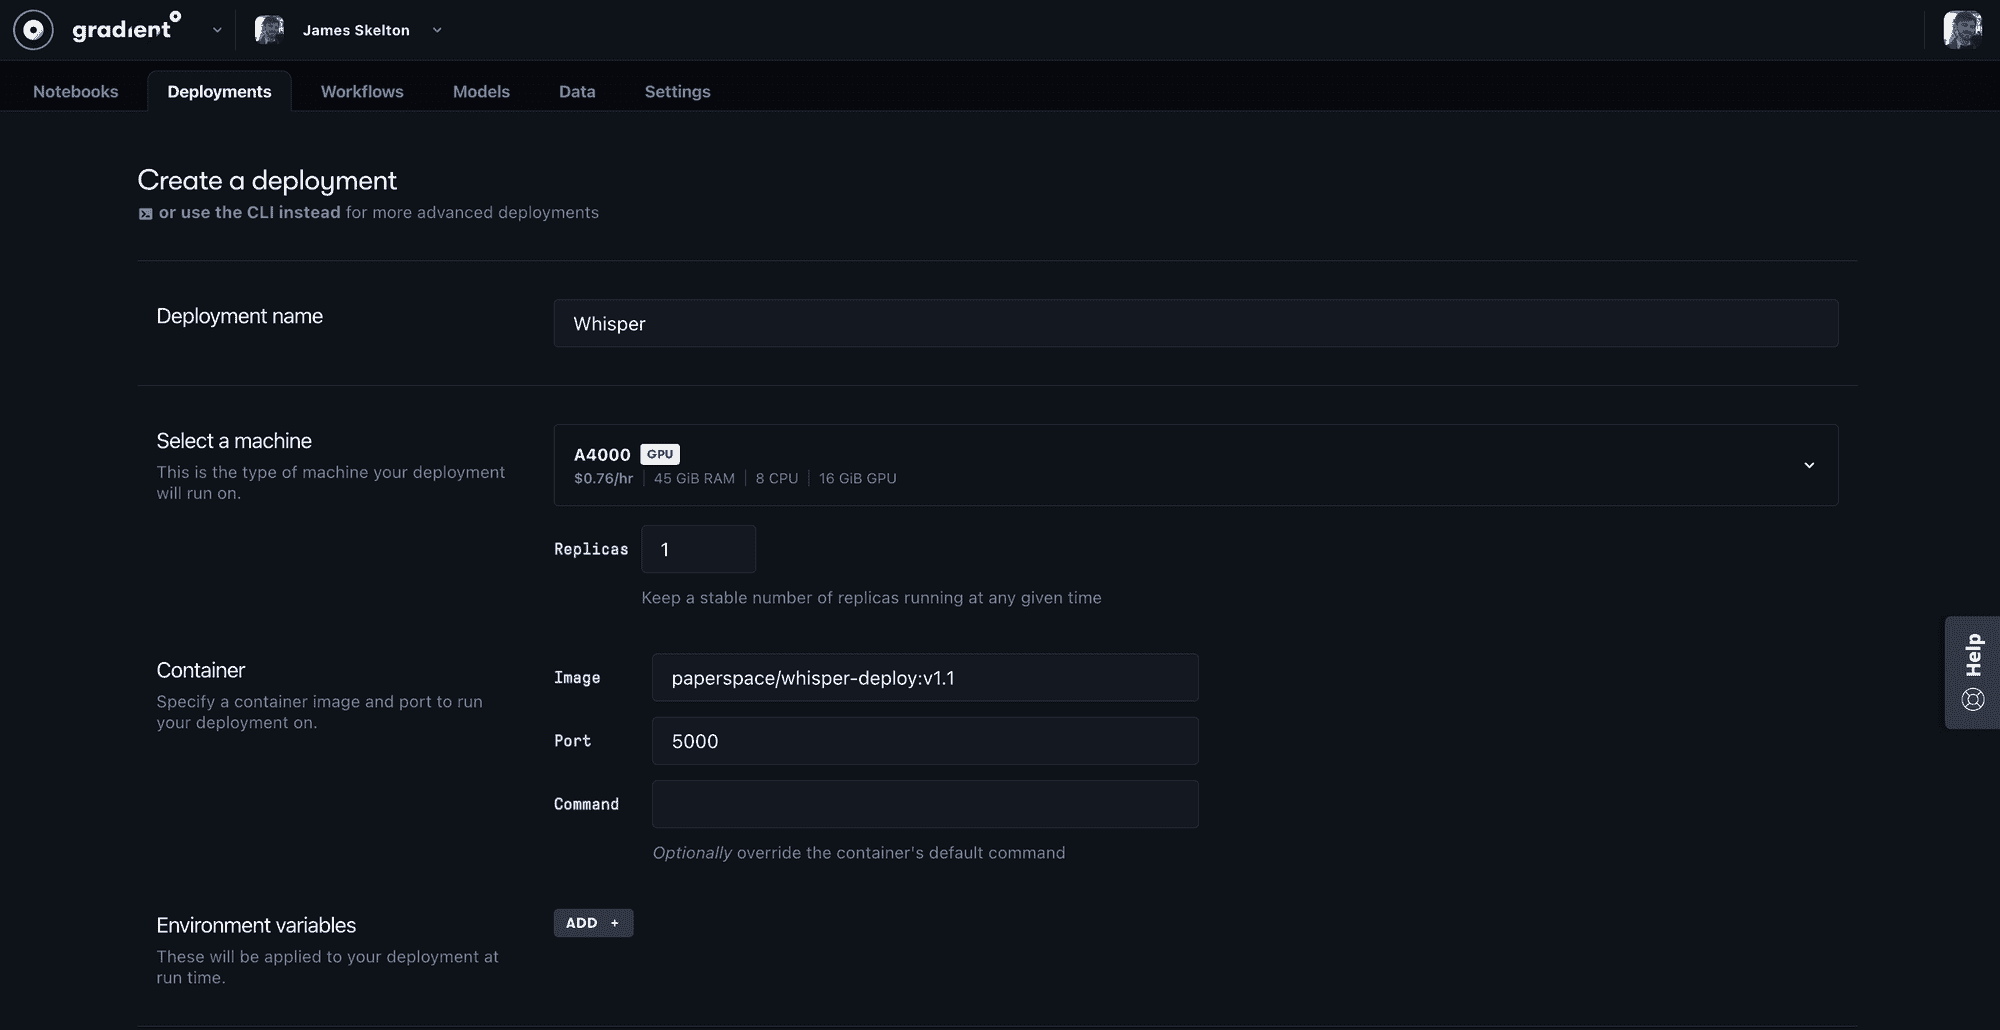 gradient
James Skelton
Notebooks
Deployments
Workflows
Models
Data
Settings
Create a deployment
or use the CLI instead for more advanced deployments
Deployment name
Whisper
Select a machine
This is the type of machine your deployment
will run on.
A4000 GPU
$0.76/hr | 45 GiB RAM | 8 CPU | 16 GiB GPU
Replicas
1
Keep a stable number of replicas running at any given time
Container
Specify a container image and port to run
your deployment on.
Image
paperspace/whisper-deploy:v1.1
Port
5000
Command
Optionally override the container's default command
Environment variables
These will be applied to your deployment at
run time.
ADD +
Help